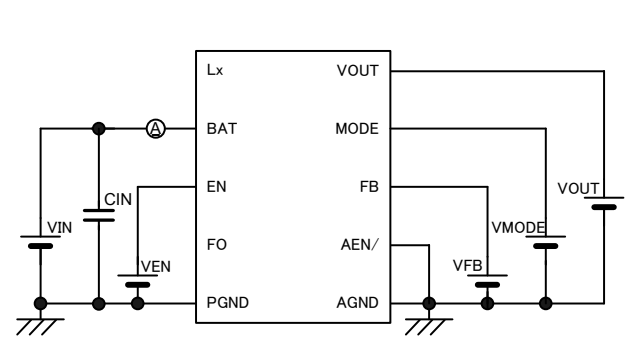 Lx VOUT
A BAT MODE
EN FB
CIN VOUT
VIN VMODE
FO AEN/
VEN VFB
PGND AGND